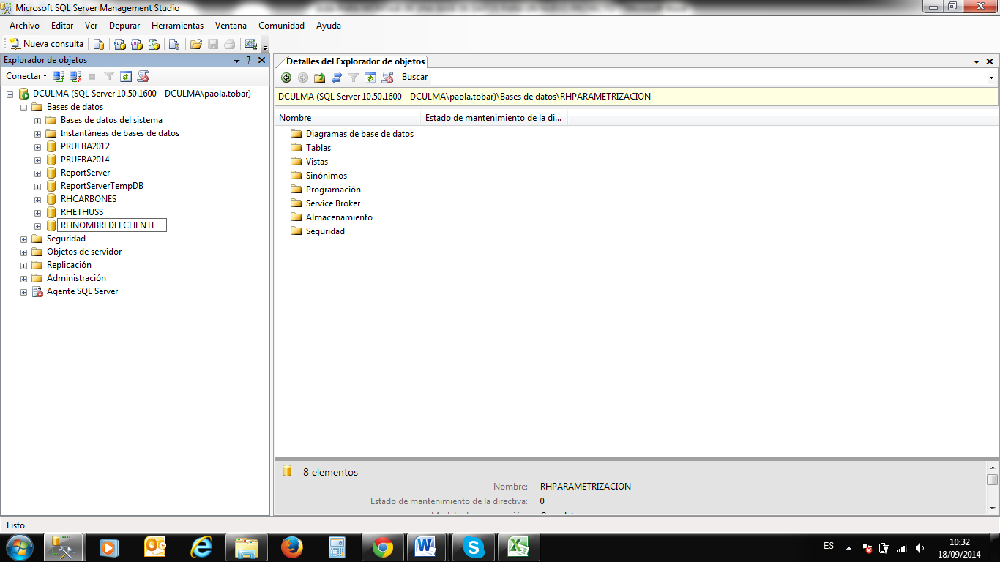 Microsoft SQL Server Management Studio
Archivo Editar Ver Depurar Herramientas Ventana Comunidad Ayuda
Nueva consulta
Explorador de objetos
Conectar
DCULMA (SQL Server 10.50.1600 - DCULMA\paola.tobar)
Bases de datos
Bases de datos del sistema
Instantáneas de bases de datos
PRUEBA2012
PRUEBA2014
ReportServer
ReportServerTempDB
RHCARBONES
RHETHUSS
RHNOMBREDELCLIENTE
Seguridad
Objetos de servidor
Replicación
Administración
Agente SQL Server
Detalles del Explorador de objetos
Buscar
DCULMA (SQL Server 10.50.1600 - DCULMA\paola.tobar)\Bases de datos\RHPARAMETRIZACION
Nombre Estado de mantenimiento de la di...
Diagramas de base de datos
Tablas
Vistas
Sinónimos
Programación
Service Broker
Almacenamiento
Seguridad
8 elementos
Nombre: RHPARAMETRIZACION
Estado de mantenimiento de la directiva: 0
Listo
ES
10:32
18/09/2014